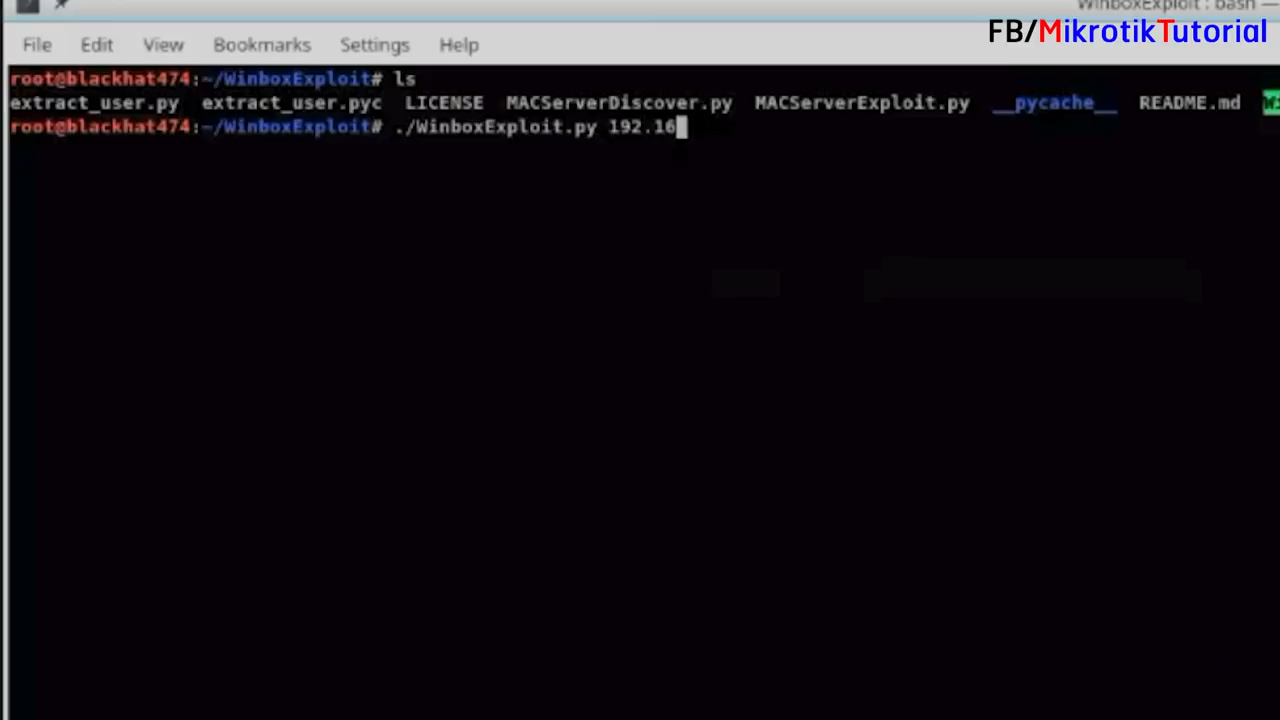 WinboxExploit : bash —
FB/MikrotikTutorial
File Edit View Bookmarks Settings Help
root@blackhat474:~/WinboxExploit# ls
extract_user.py extract_user.pyc LICENSE MACServerDiscover.py MACServerExploit.py __pycache__ README.md Wi
root@blackhat474:~/WinboxExploit# ./WinboxExploit.py 192.16